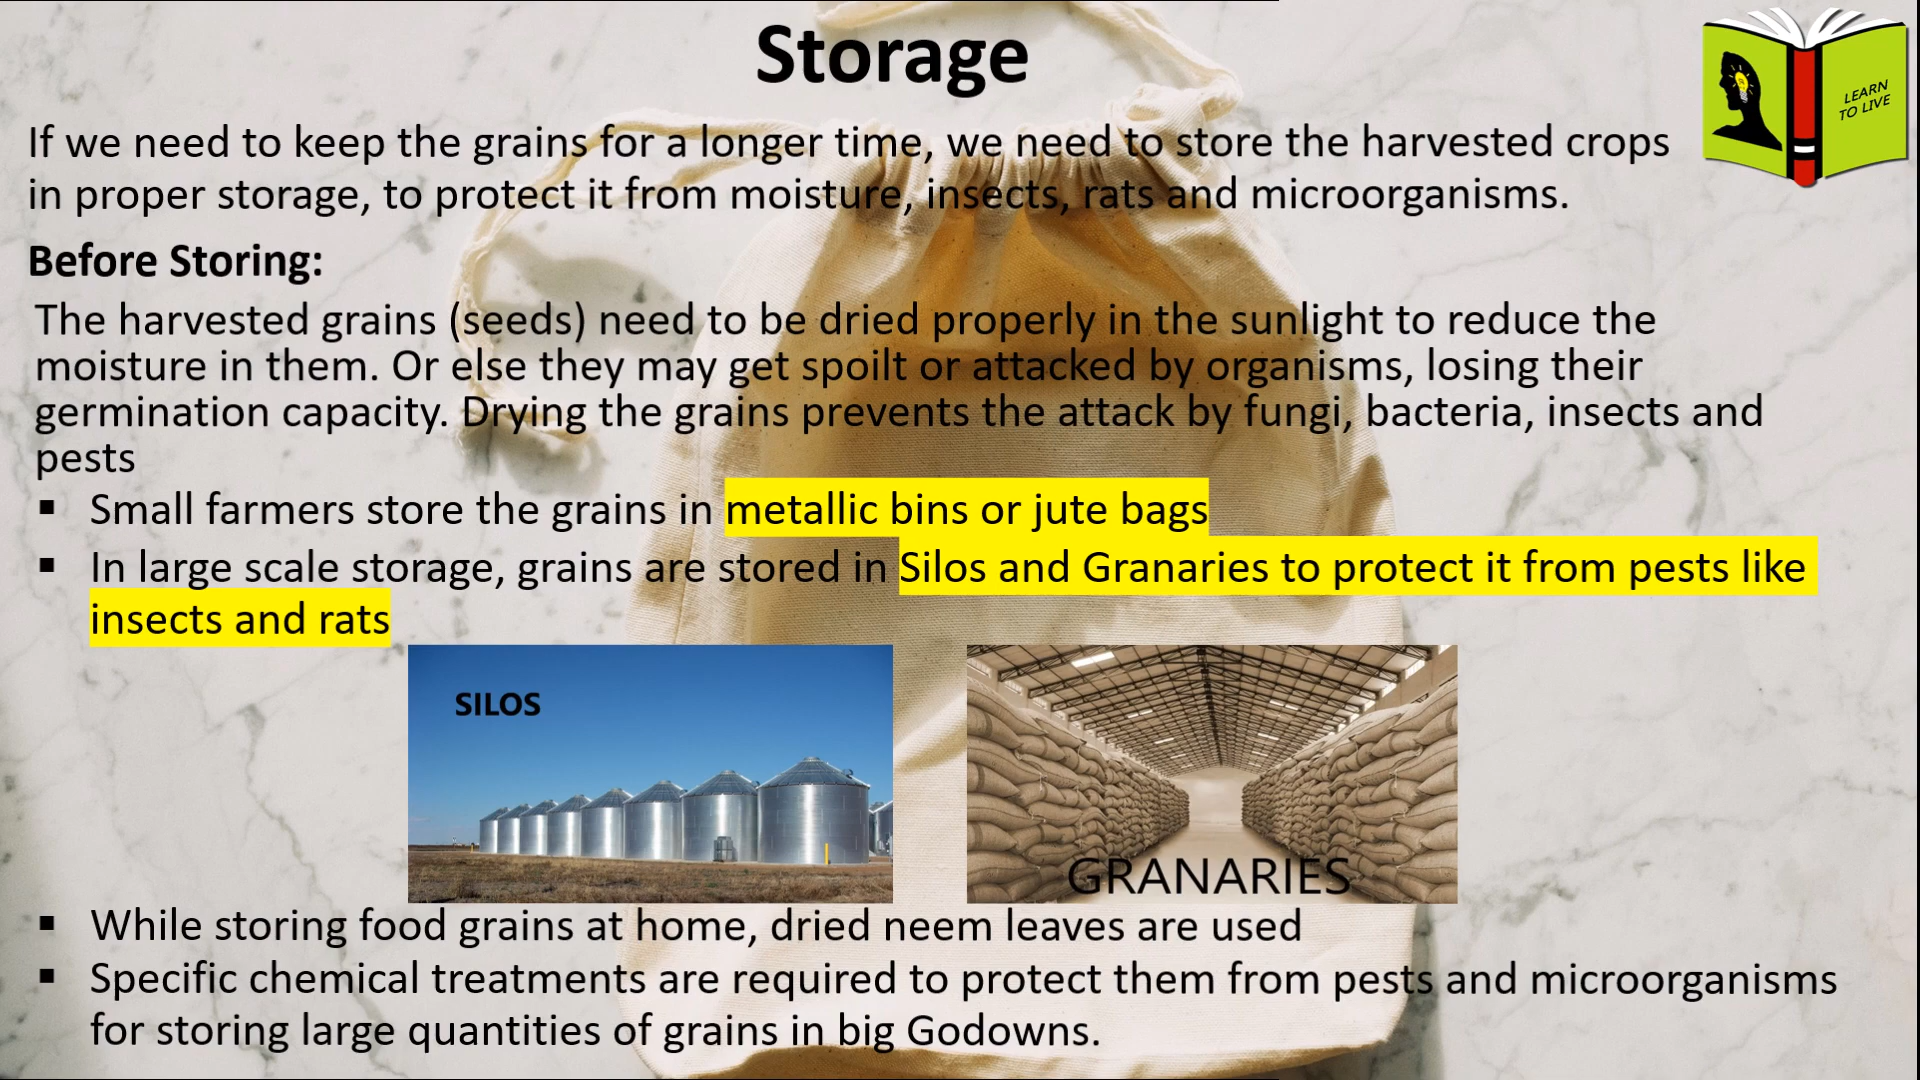 Storage
LEARN
TO LIVE
If we need to keep the grains for a longer time, we need to store the harvested crops
in proper storage, to protect it from moisture, insects, rats and microorganisms.
Before Storing:
The harvested grains (seeds) need to be dried properly in the sunlight to reduce the
moisture in them. Or else they may get spoilt or attacked by organisms, losing their
germination capacity. Drying the grains prevents the attack by fungi, bacteria, insects and
pests
▪ Small farmers store the grains in metallic bins or jute bags
▪ In large scale storage, grains are stored in Silos and Granaries to protect it from pests like
insects and rats
SILOS
GRANARIES
▪ While storing food grains at home, dried neem leaves are used
▪ Specific chemical treatments are required to protect them from pests and microorganisms
for storing large quantities of grains in big Godowns.